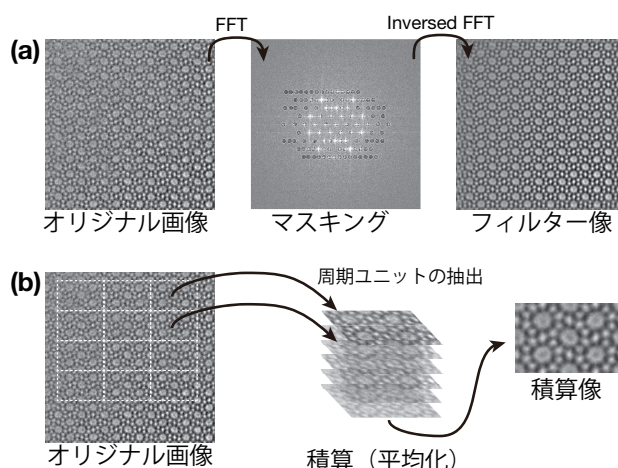 (a)
FFT
Inversed FFT
オリジナル画像
マスキング
フィルター像
(b)
周期ユニットの抽出
積算像
オリジナル画像
積算（平均化）